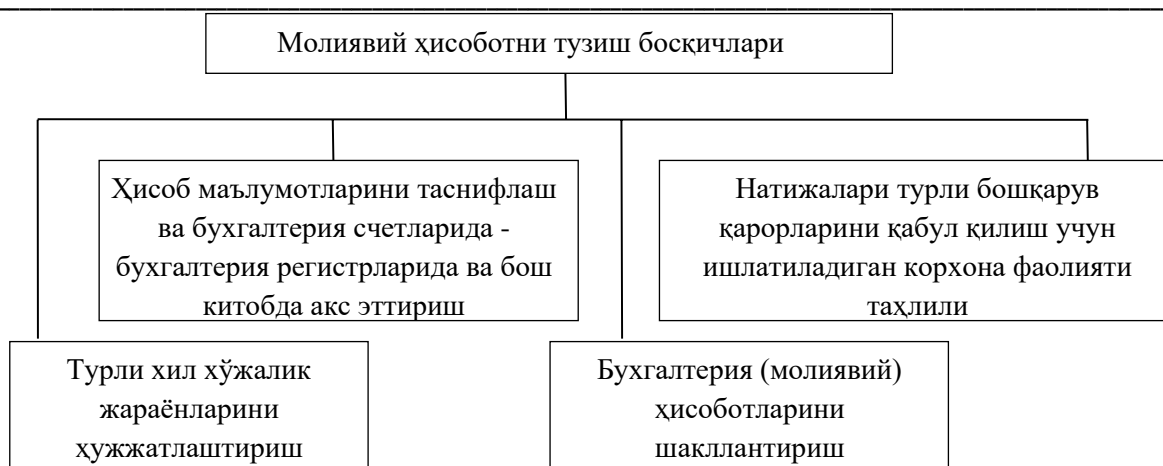 Молиявий ҳисоботни тузиш босқичлари
Ҳисоб маълумотларини таснифлаш
ва бухгалтерия счетларида -
бухгалтерия регистрларида ва бош
китобда акс эттириш
Натижалари турли бошқарув
қарорларини қабул қилиш учун
ишлатиладиган корхона фаолияти
таҳлили
Турли хил хўжалик
жараёнларини
ҳужжатлаштириш
Бухгалтерия (молиявий)
ҳисоботларини
шакллантириш